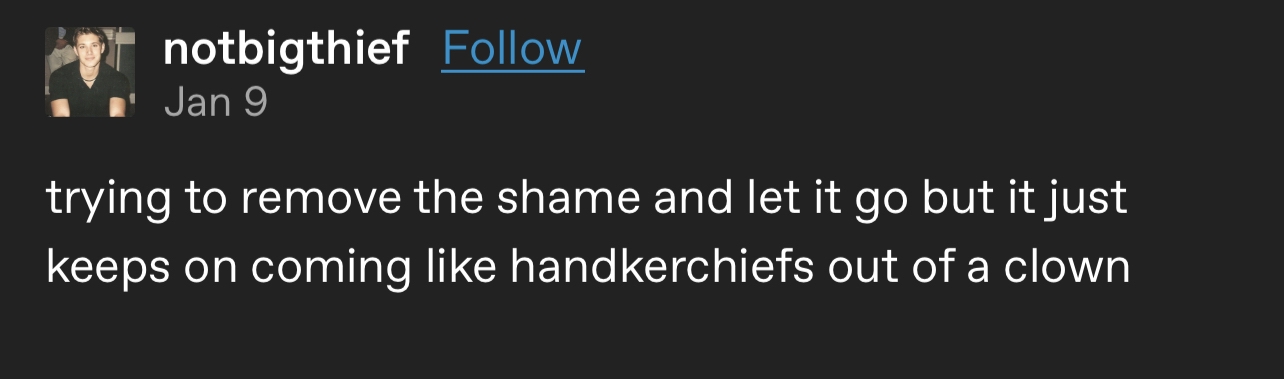 notbigthief Follow
Jan 9
trying to remove the shame and let it go but it just
keeps on coming like handkerchiefs out of a clown